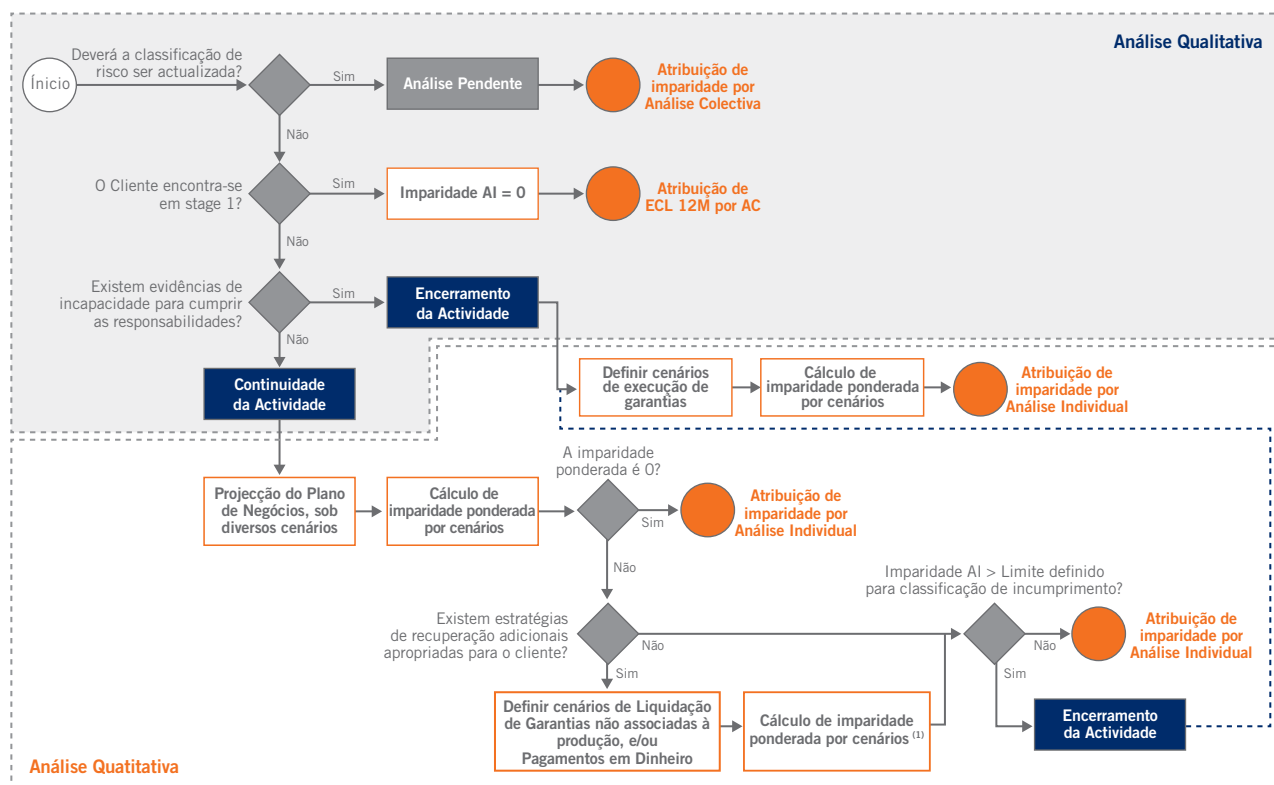 Análise Qualitativa
Ínicio
Deverá a classificação de
risco ser actualizada?
Sim
Análise Pendente
Atribuição de
imparidade por
Análise Colectiva
Não
O Cliente encontra-se
em stage 1?
Sim
Imparidade AI = 0
Atribuição de
ECL 12M por AC
Não
Existem evidências de
incapacidade para cumprir
as responsabilidades?
Sim
Encerramento
da Actividade
Não
Continuidade
da Actividade
Definir cenários
de execução de
garantias
Cálculo de
imparidade ponderada
por cenários
Atribuição de
imparidade por
Análise Individual
Projecção do Plano
de Negócios, sob
diversos cenários
Cálculo de
imparidade ponderada
por cenários
A imparidade
ponderada é 0?
Sim
Atribuição de
imparidade por
Análise Individual
Não
Existem estratégias
de recuperação adicionais
apropriadas para o cliente?
Não
Imparidade AI > Limite definido
para classificação de incumprimento?
Não
Atribuição de
imparidade por
Análise Individual
Sim
Sim
Definir cenários de Liquidação
de Garantias não associadas à
produção, e/ou
Pagamentos em Dinheiro
Cálculo de imparidade
ponderada por cenários (1)
Encerramento
da Actividade
Análise Quatitativa